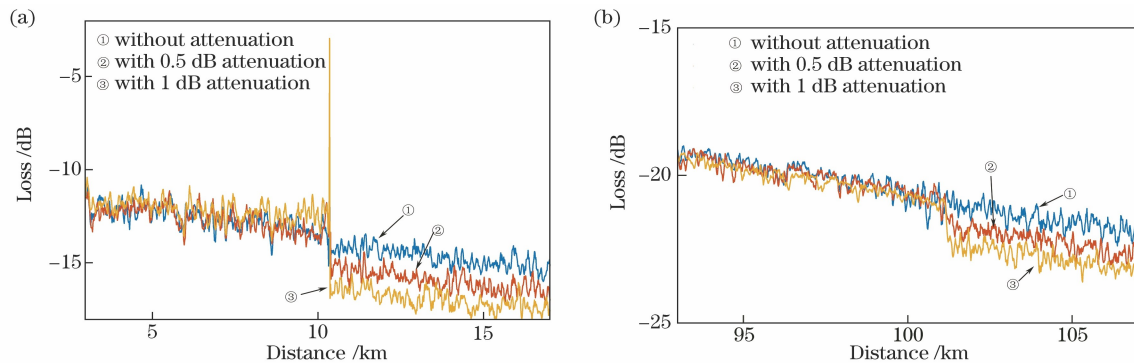 (a)
① without attenuation
② with 0.5 dB attenuation
③ with 1 dB attenuation
−5
−10
−15
Loss /dB
①
②
③
5
10
15
Distance /km
(b)
−15
① without attenuation
② with 0.5 dB attenuation
③ with 1 dB attenuation
−20
−25
Loss /dB
②
①
③
95
100
105
Distance /km